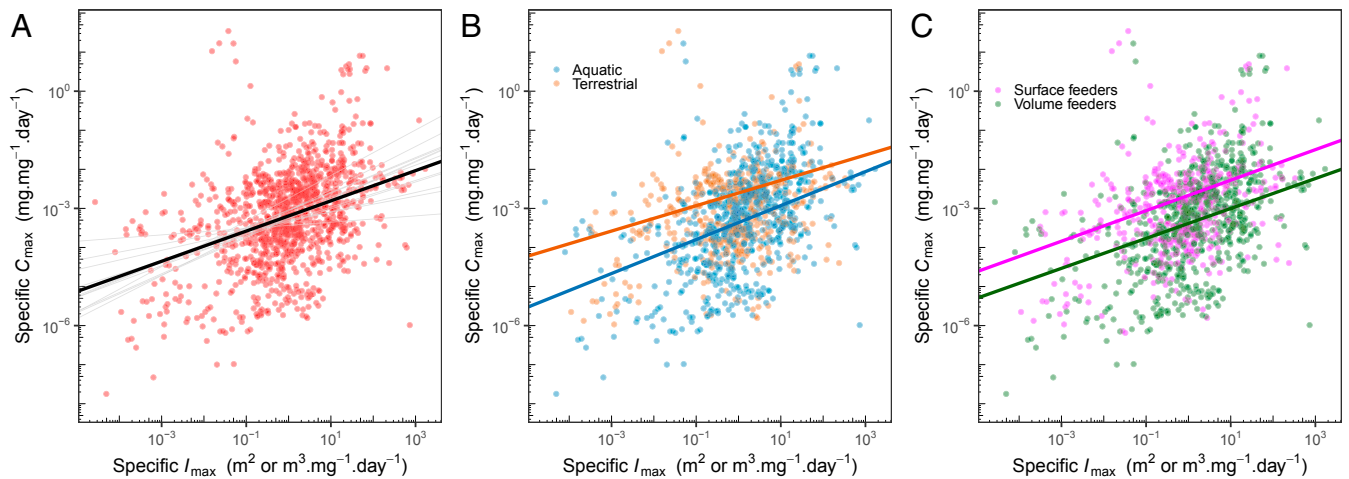 A
Specific Cmax (mg.mg⁻¹.day⁻¹)
10⁰
10⁻³
10⁻⁶
10⁻³
10⁻¹
10¹
10³
Specific Imax (m² or m³.mg⁻¹.day⁻¹)
B
Aquatic
Terrestrial
Specific Cmax (mg.mg⁻¹.day⁻¹)
10⁰
10⁻³
10⁻⁶
10⁻³
10⁻¹
10¹
10³
Specific Imax (m² or m³.mg⁻¹.day⁻¹)
C
Surface feeders
Volume feeders
Specific Cmax (mg.mg⁻¹.day⁻¹)
10⁰
10⁻³
10⁻⁶
10⁻³
10⁻¹
10¹
10³
Specific Imax (m² or m³.mg⁻¹.day⁻¹)